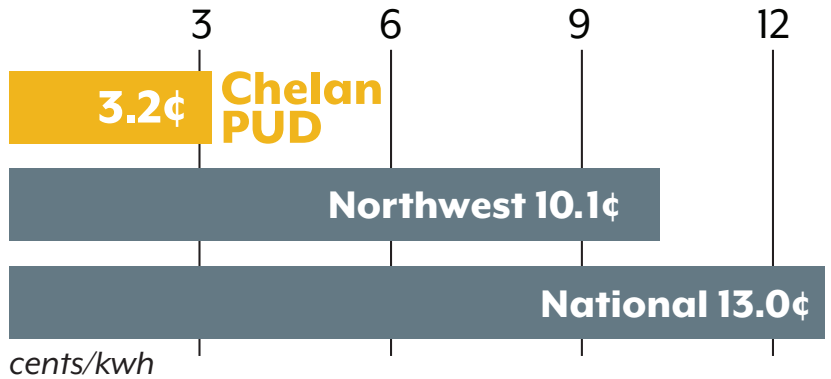 3 6 9 12
3.2¢ Chelan
PUD
Northwest 10.1¢
National 13.0¢
cents/kwh